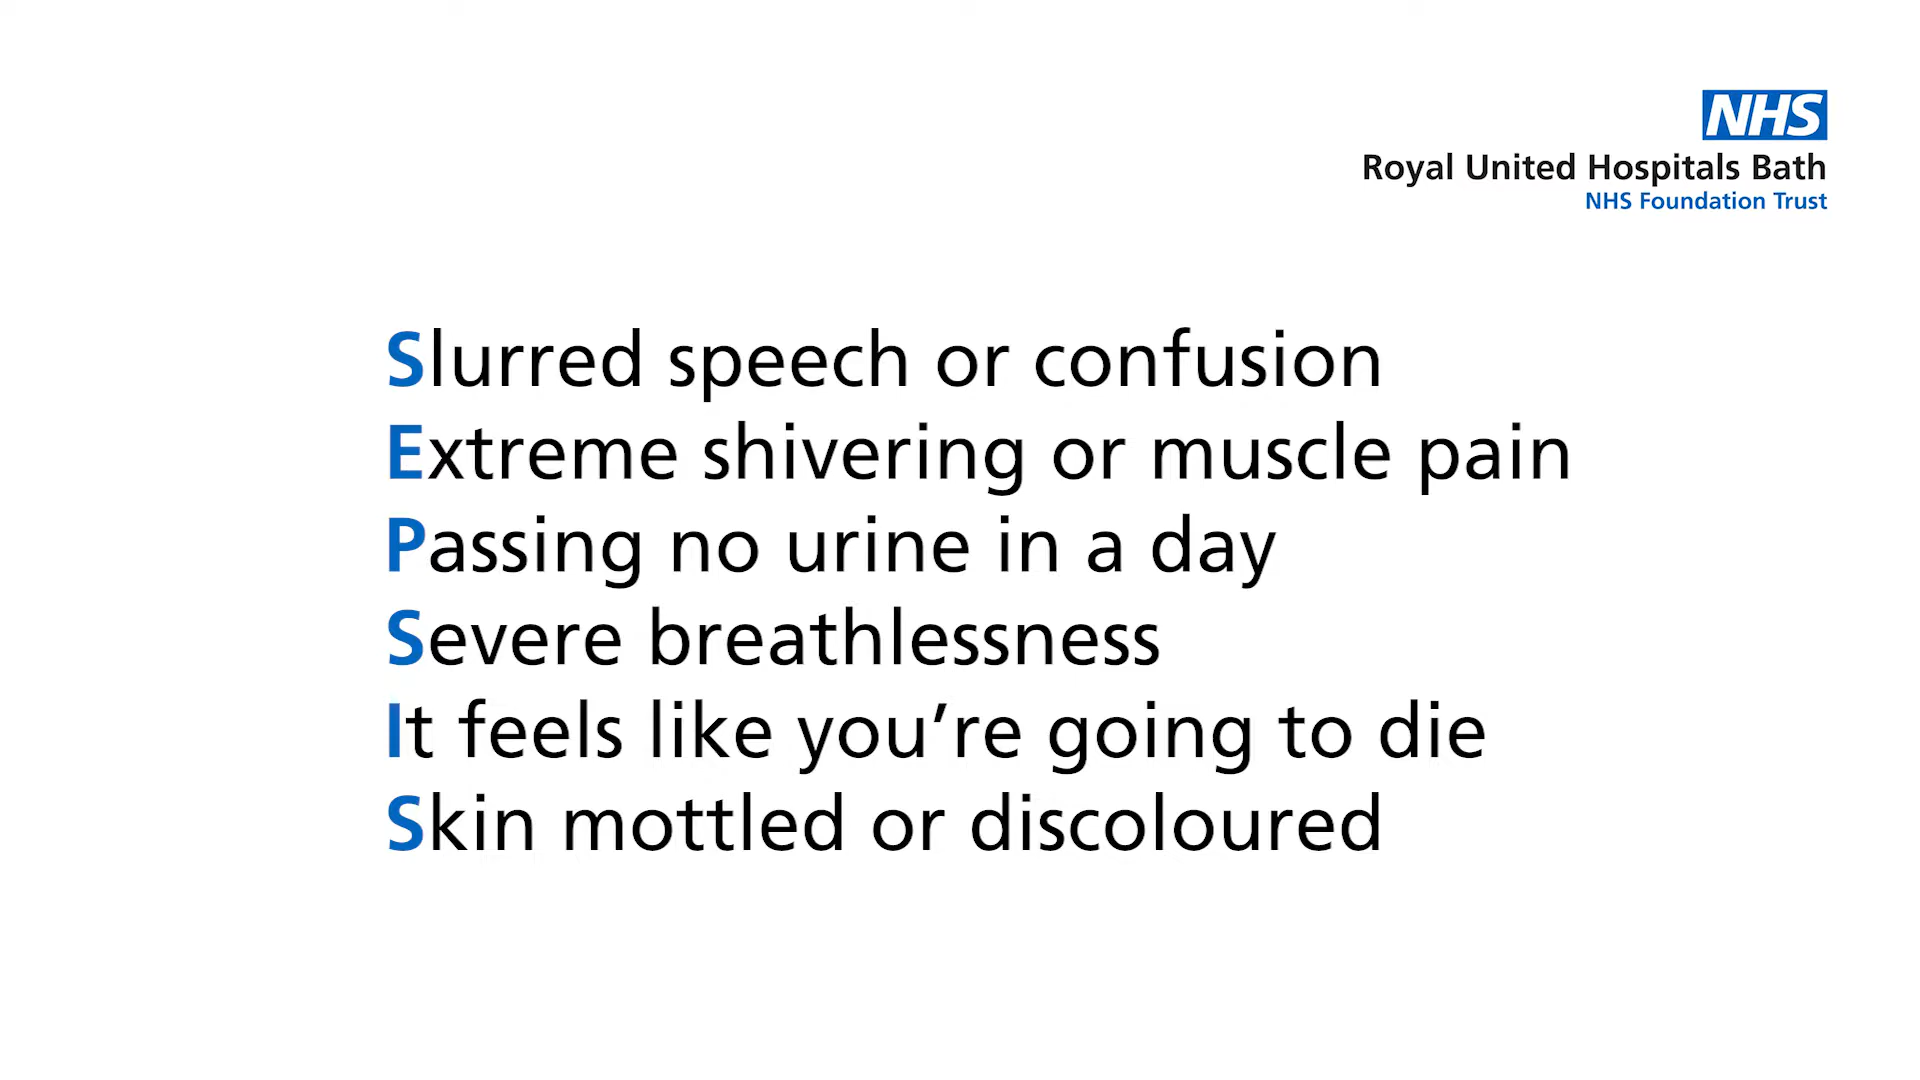 NHS
Royal United Hospitals Bath
NHS Foundation Trust
Slurred speech or confusion
Extreme shivering or muscle pain
Passing no urine in a day
Severe breathlessness
It feels like you’re going to die
Skin mottled or discoloured